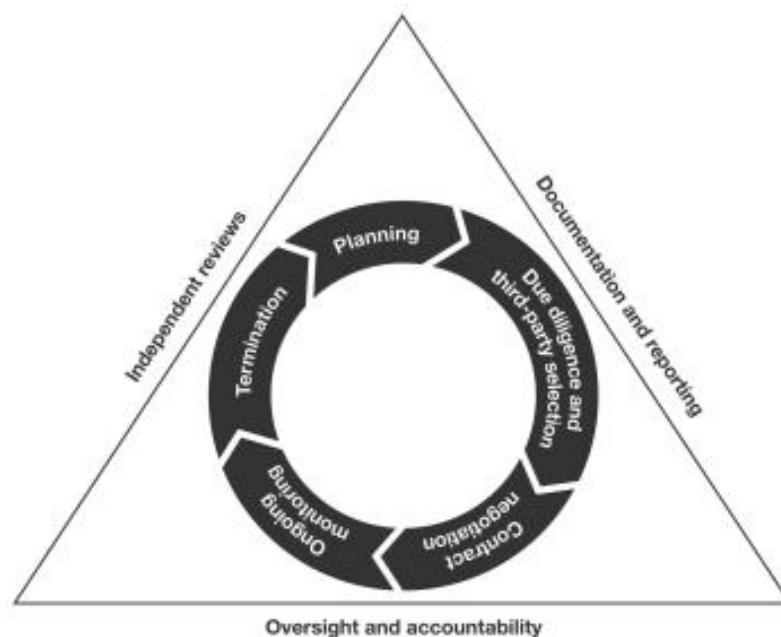 Independent reviews
Documentation and reporting
Planning
Due diligence and
third-party selection
Contract
negotiation
Ongoing
monitoring
Termination
Oversight and accountability